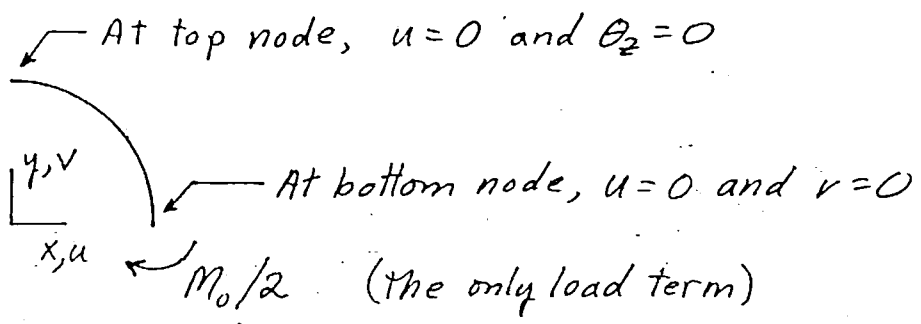 At top node, u=0 and θz=0
y,v
At bottom node, u=0 and v=0
x,u
M₀/2 (the only load term)